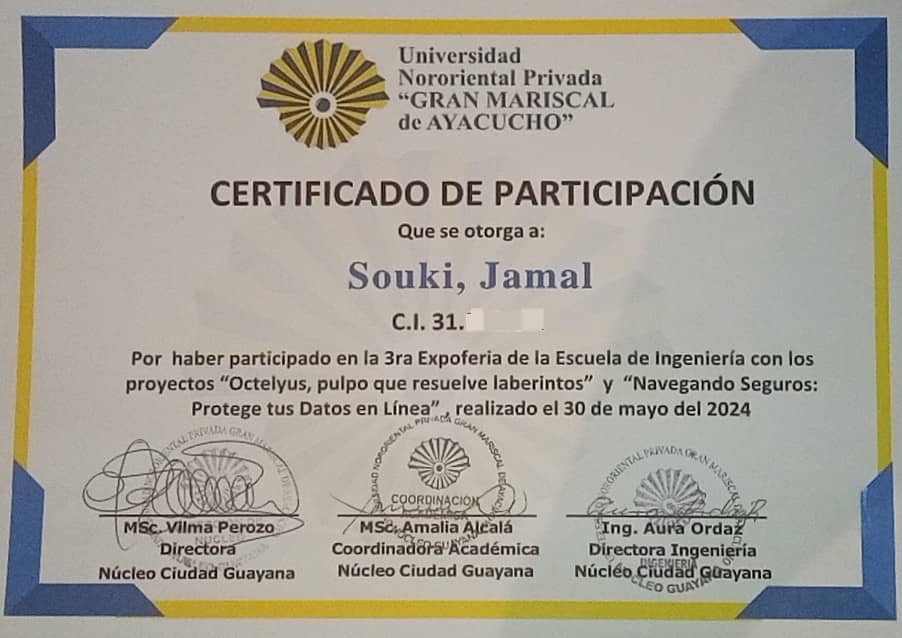 Universidad
Nororiental Privada
“GRAN MARISCAL
de AYACUCHO”
CERTIFICADO DE PARTICIPACIÓN
Que se otorga a:
Souki, Jamal
C.I. 31.
Por haber participado en la 3ra Expoferia de la Escuela de Ingeniería con los
proyectos “Octelyus, pulpo que resuelve laberintos” y “Navegando Seguros:
Protege tus Datos en Línea” , realizado el 30 de mayo del 2024
COORDINACIÓN
MSc. Vilma Perozo
Directora
Núcleo Ciudad Guayana
MSc. Amalia Alcalá
Coordinadora Académica
Núcleo Ciudad Guayana
Ing. Aura Ordaz
Directora Ingeniería
Núcleo Ciudad Guayana
INGENIERÍA